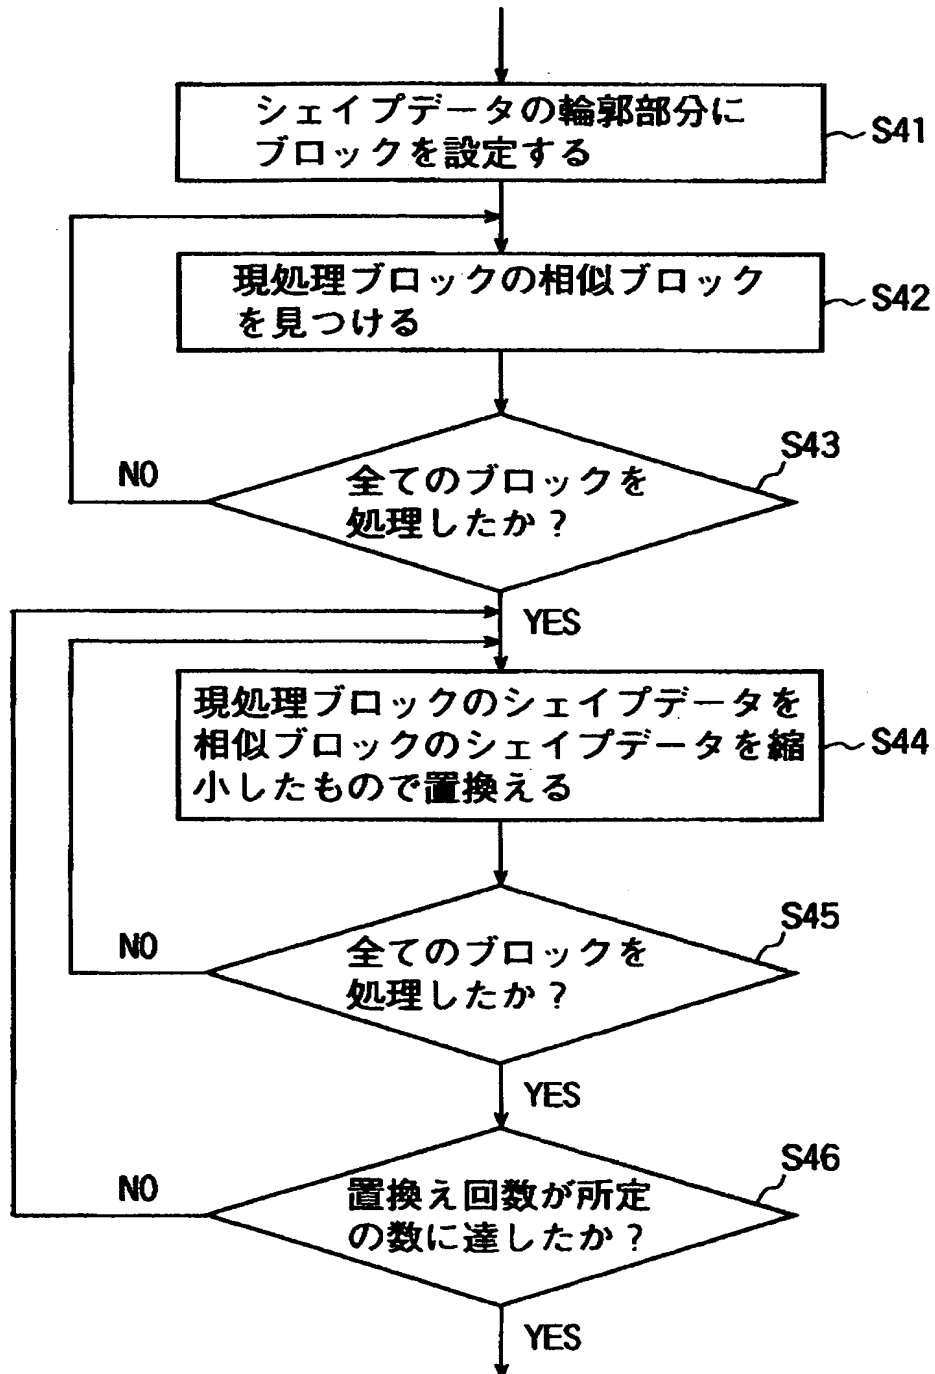 シェイプデータの輪郭部分に
ブロックを設定する
S41
現処理ブロックの相似ブロック
を見つける
S42
S43
NO
全てのブロックを
処理したか?
YES
現処理ブロックのシェイプデータを
相似ブロックのシェイプデータを縮
小したもので置換える
S44
S45
NO
全てのブロックを
処理したか?
YES
S46
NO
置換え回数が所定
の数に達したか?
YES